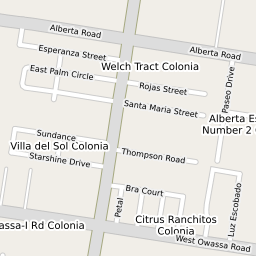 Alberta Road
Alberta Road
Esperanza Street
Welch Tract Colonia
East Palm Circle
Rojas Street
Paseo Drive
Santa Maria Street
Alberta Es
Number 2
Sundance
Villa del Sol Colonia
Starshine Drive
Thompson Road
Bra Court
Petal
Luz Escobado
Citrus Ranchitos
Colonia
assa-I Rd Colonia
West Owassa Road